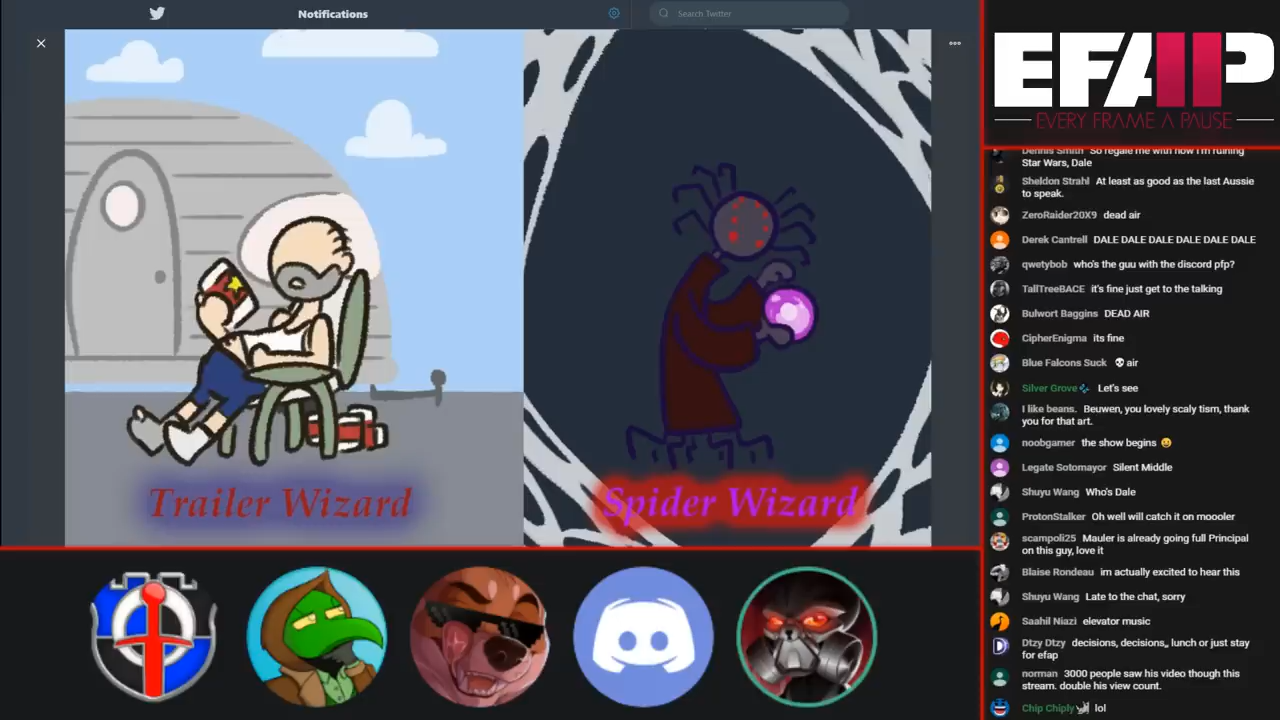 Notifications
Search Twitter
Trailer Wizard
Spider Wizard
EFAP
EVERY FRAME A PAUSE
Dennis Smith So regale me with how I'm ruining
Star Wars, Dale
Sheldon Strahl At least as good as the last Aussie
to speak.
ZeroRaider20X9 dead air
Derek Cantrell DALE DALE DALE DALE DALE DALE
qwetybob who's the guu with the discord pfp?
TallTreeBACE it's fine just get to the talking
Bulwort Baggins DEAD AIR
CipherEnigma its fine
Blue Falcons Suck 💀 air
Silver Grove Let's see
I like beans. Beuwen, you lovely scaly tism, thank
you for that art.
noobgamer the show begins 😀
Legate Sotomayor Silent Middle
Shuyu Wang Who's Dale
ProtonStalker Oh well will catch it on moooler
scampoli25 Mauler is already going full Principal
on this guy, love it
Blaise Rondeau im actually excited to hear this
Shuyu Wang Late to the chat, sorry
Saahil Niazi elevator music
Dtzy Dtzy decisions, decisions,, lunch or just stay
for efap
norman 3000 people saw his video though this
stream. double his view count.
Chip Chiply lol